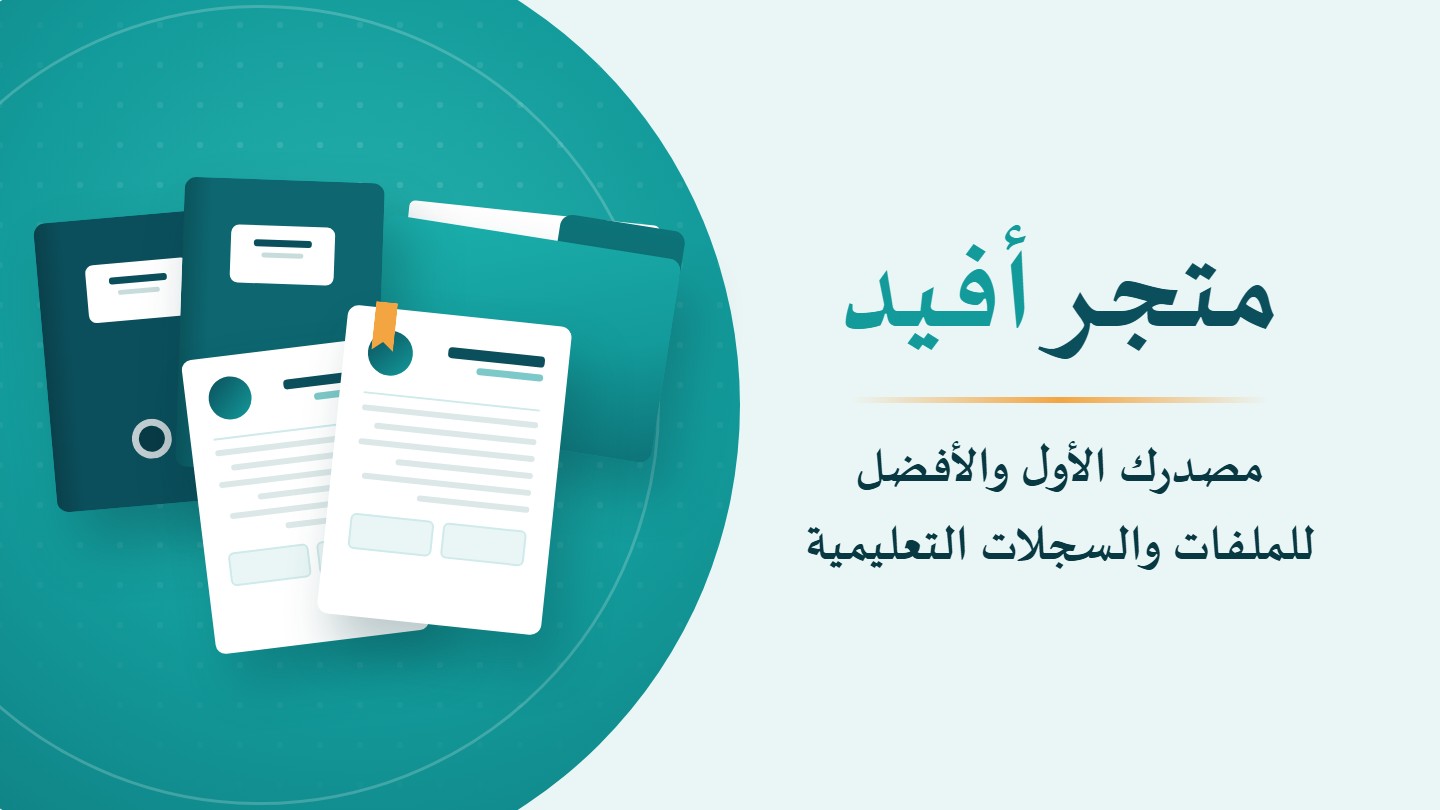 متجر أفيد
مصدرك الأول والأفضل
للملفات والسجلات التعليمية